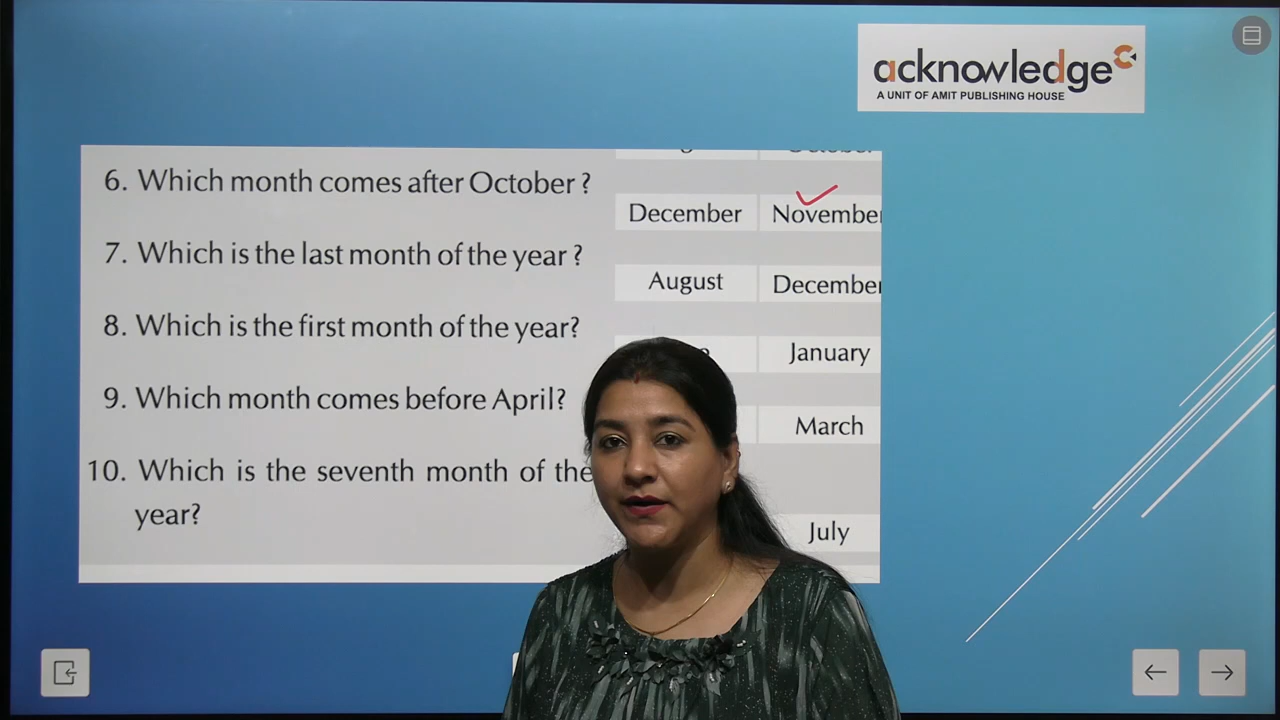 acknowledge
A UNIT OF AMIT PUBLISHING HOUSE
6. Which month comes after October ?
December November
7. Which is the last month of the year ?
August December
8. Which is the first month of the year?
January
9. Which month comes before April?
March
10. Which is the seventh month of the
year?
July